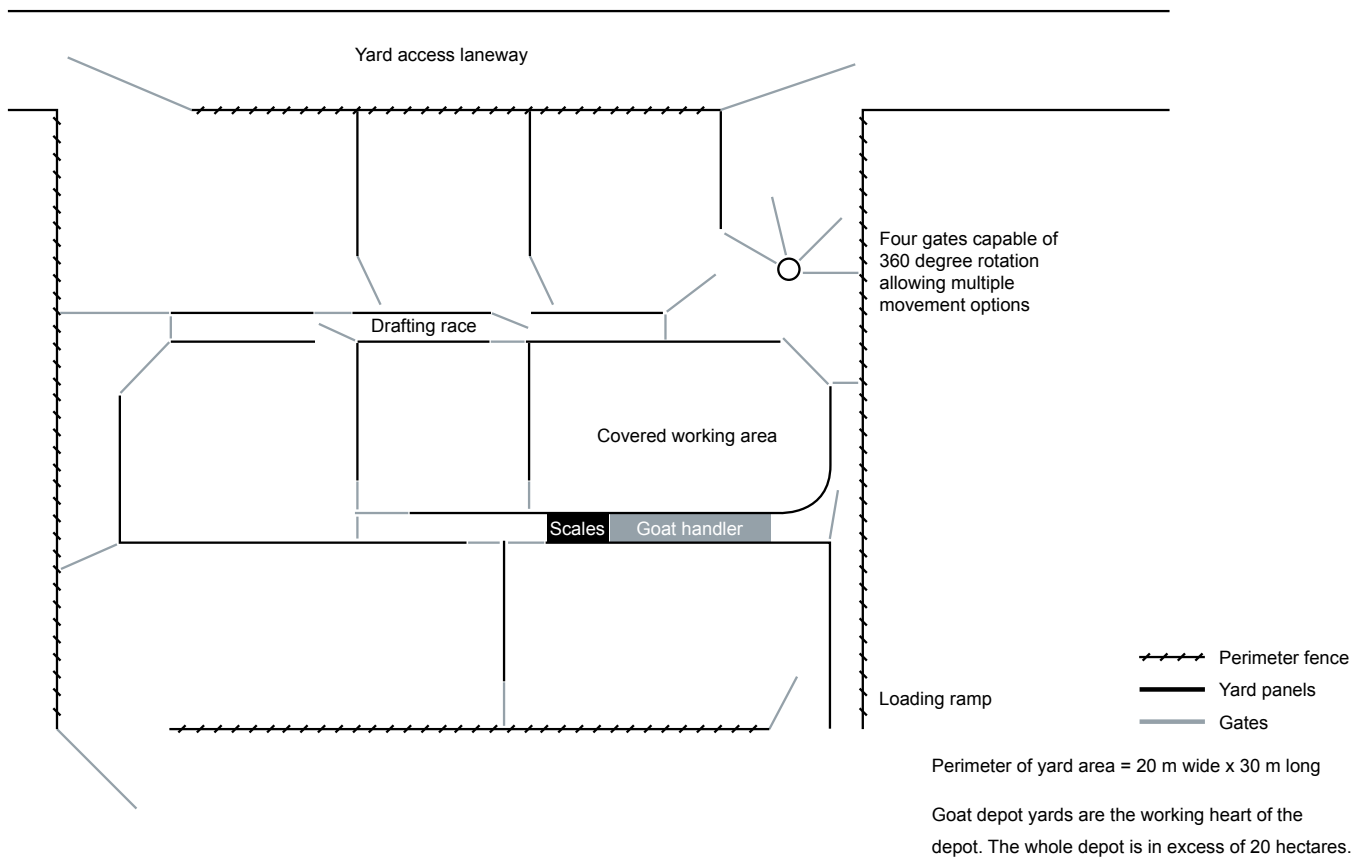 Yard access laneway
Four gates capable of
360 degree rotation
allowing multiple
movement options
Drafting race
Covered working area
Scales
Goat handler
Perimeter fence
Yard panels
Gates
Loading ramp
Perimeter of yard area = 20 m wide x 30 m long
Goat depot yards are the working heart of the
depot. The whole depot is in excess of 20 hectares.